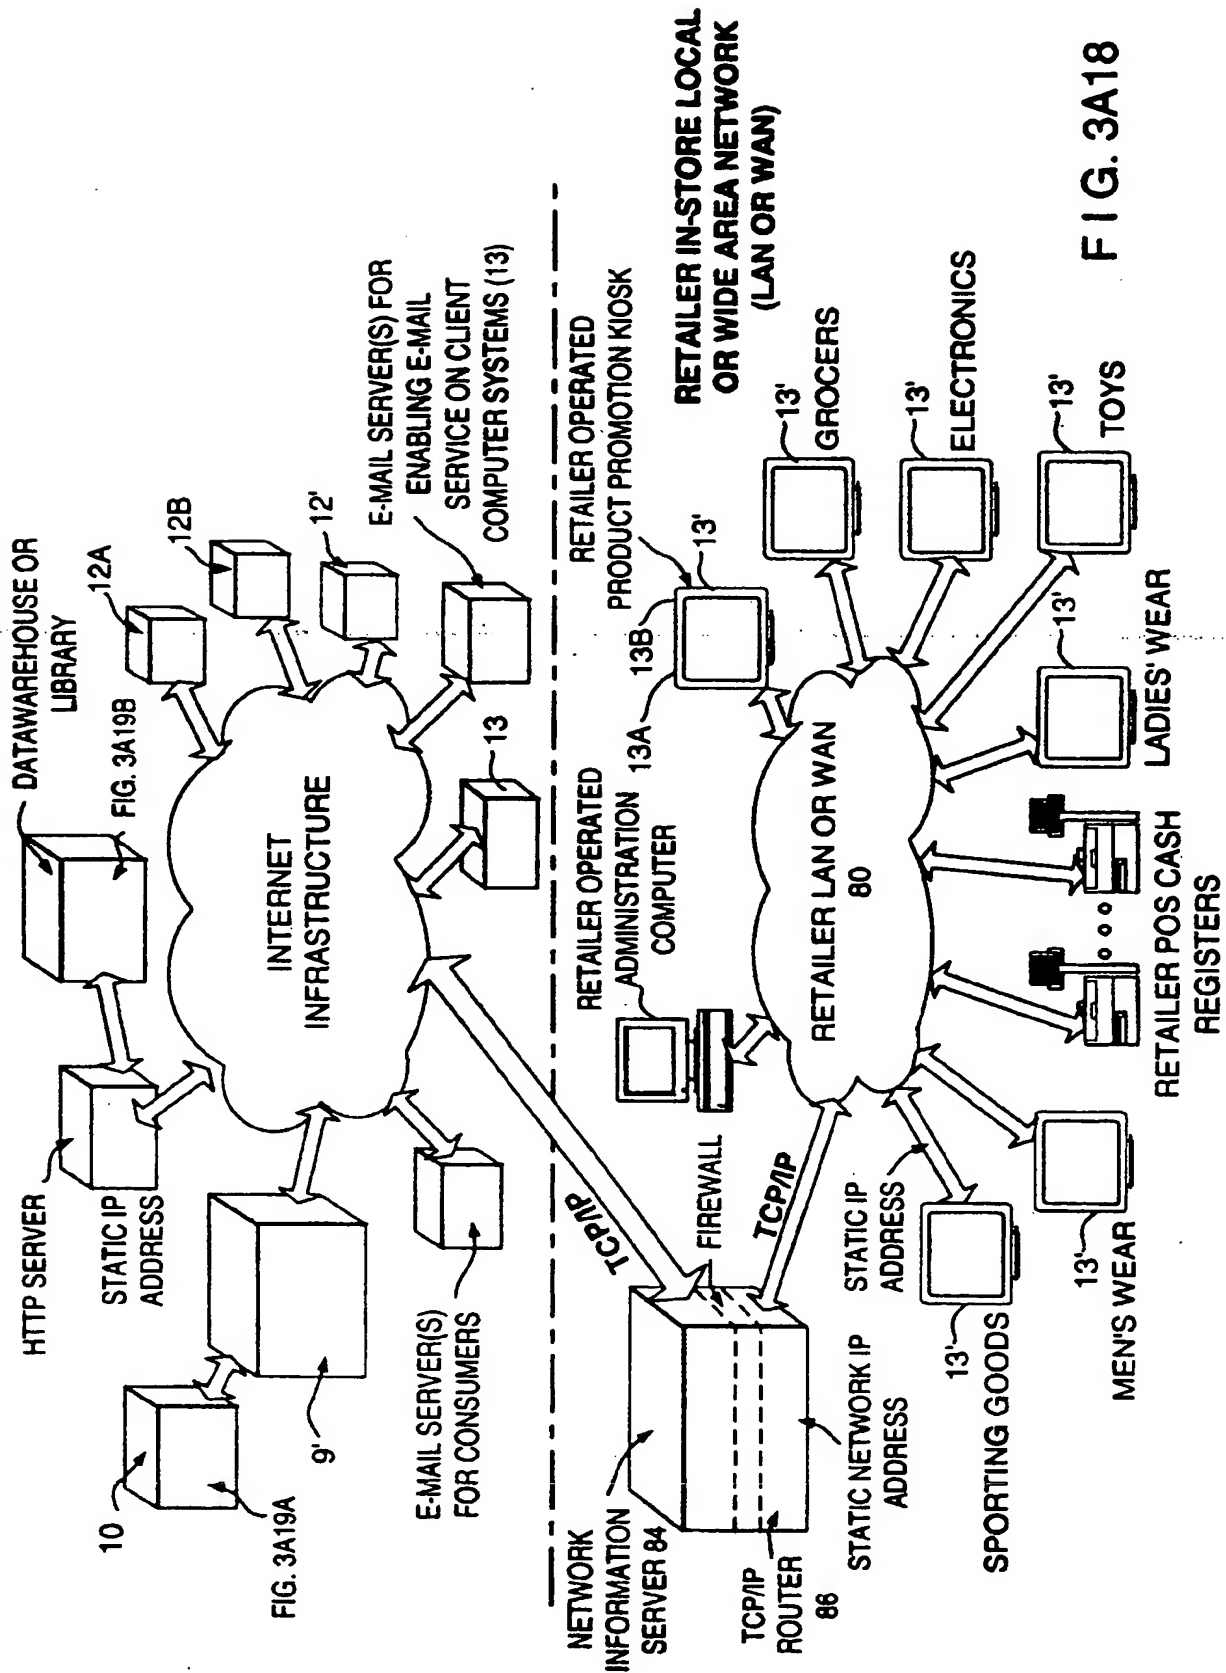 DATAWAREHOUSE OR
LIBRARY
FIG. 3A19B
HTTP SERVER
STATIC IP
ADDRESS
10
FIG. 3A19A
9'
12A
12B
12'
INTERNET
INFRASTRUCTURE
E-MAIL SERVER(S) FOR
ENABLING E-MAIL
SERVICE ON CLIENT
COMPUTER SYSTEMS (13)
13
E-MAIL SERVER(S)
FOR CONSUMERS
TCP/IP
NETWORK
INFORMATION
SERVER 84
FIREWALL
TCP/IP
TCP/IP
ROUTER
86
STATIC NETWORK IP
ADDRESS
RETAILER OPERATED
ADMINISTRATION
COMPUTER
RETAILER OPERATED
PRODUCT PROMOTION KIOSK
13A
13B
13'
RETAILER IN-STORE LOCAL
OR WIDE AREA NETWORK
(LAN OR WAN)
RETAILER LAN OR WAN
80
STATIC IP
ADDRESS
13'
SPORTING GOODS
13'
MEN'S WEAR
RETAILER POS CASH
REGISTERS
13'
LADIES' WEAR
13'
TOYS
13'
ELECTRONICS
13'
GROCERS
FIG. 3A18